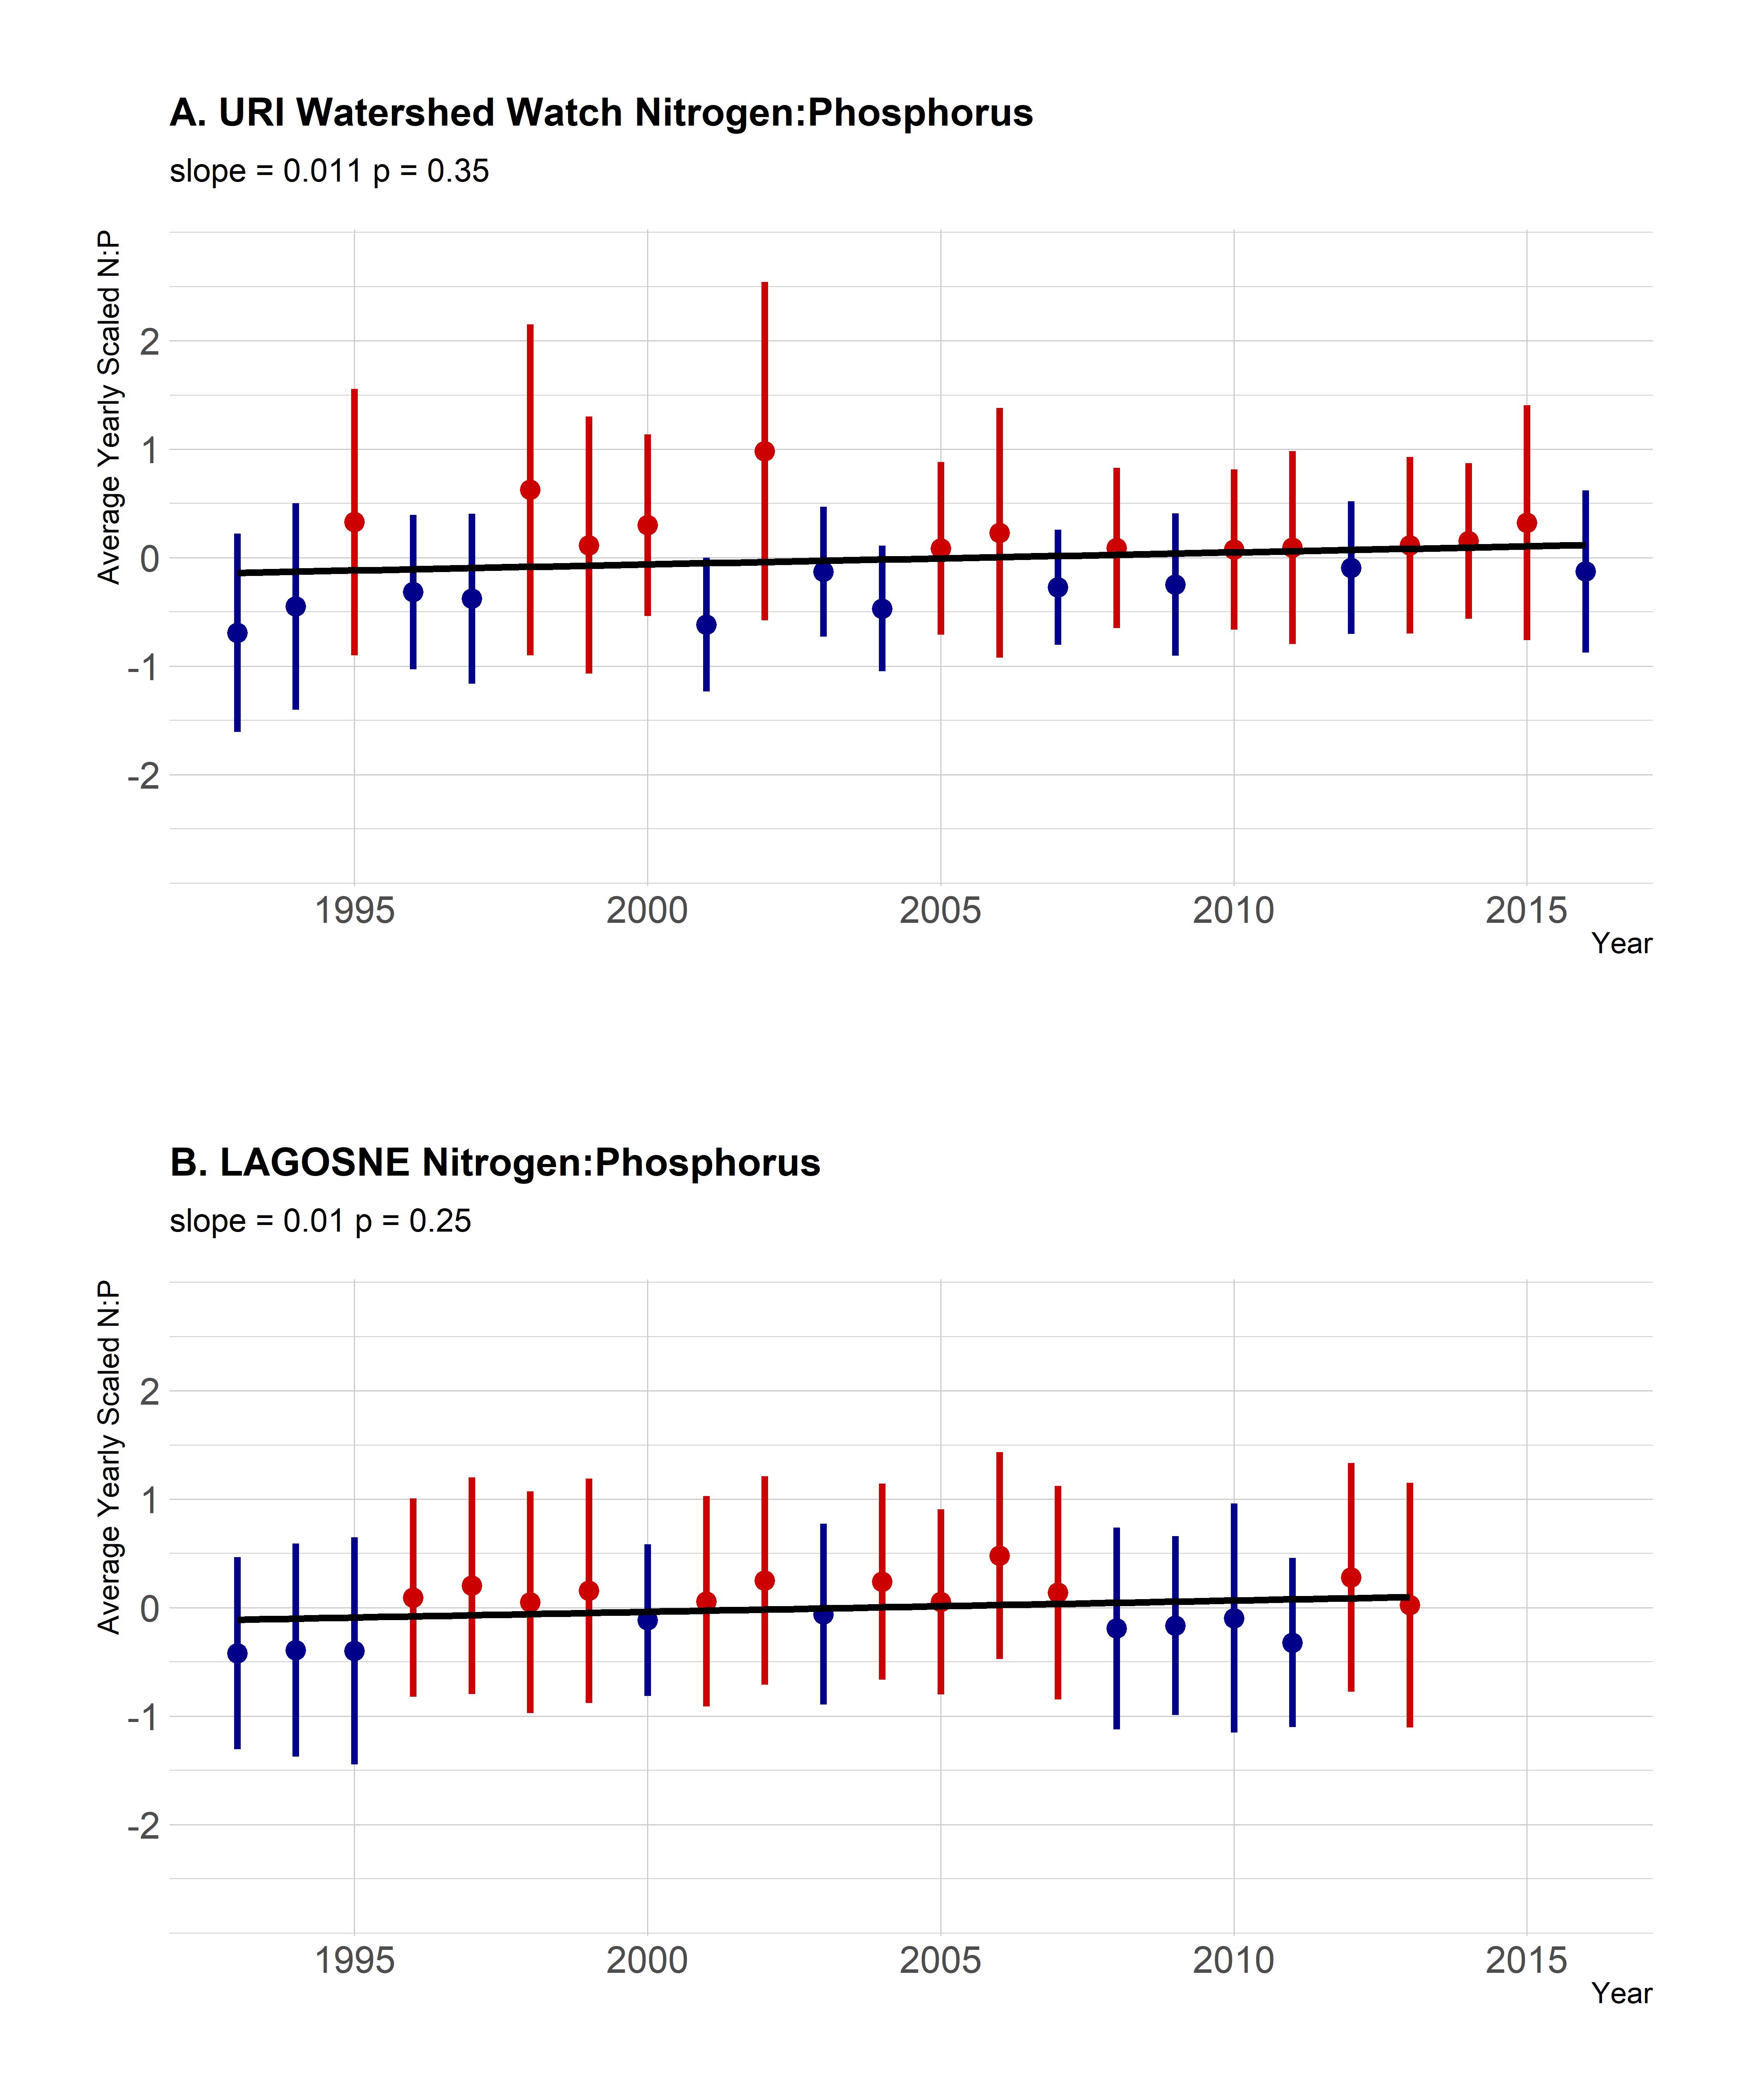 A. URI Watershed Watch Nitrogen:Phosphorus
slope = 0.011 p = 0.35
Average Yearly Scaled N:P
2
1
0
-1
-2
1995 2000 2005 2010 2015
Year
B. LAGOSNE Nitrogen:Phosphorus
slope = 0.01 p = 0.25
Average Yearly Scaled N:P
2
1
0
-1
-2
1995 2000 2005 2010 2015
Year